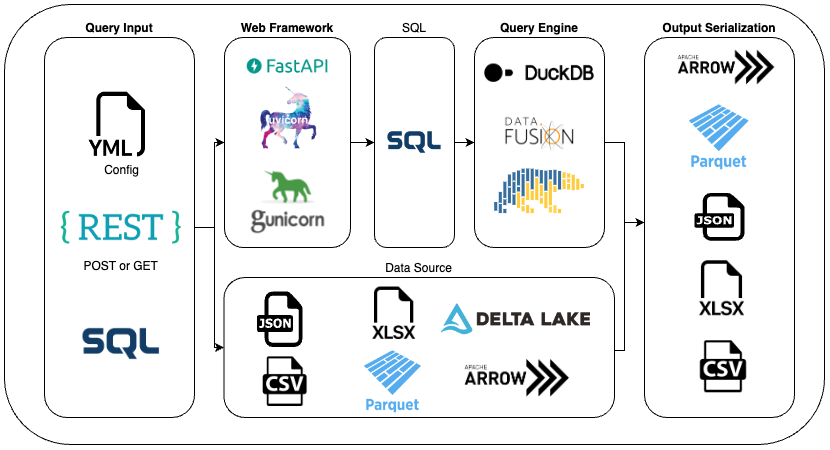 Query Input
Web Framework
SQL
Query Engine
Output Serialization
YML
Config
{ REST }
POST or GET
SQL
FastAPI
uvicorn
gunicorn
SQL
DuckDB
DATA
FUSION
APACHE
ARROW
Parquet
JSON
XLSX
CSV
Data Source
JSON
XLSX
DELTA LAKE
CSV
Parquet
APACHE
ARROW